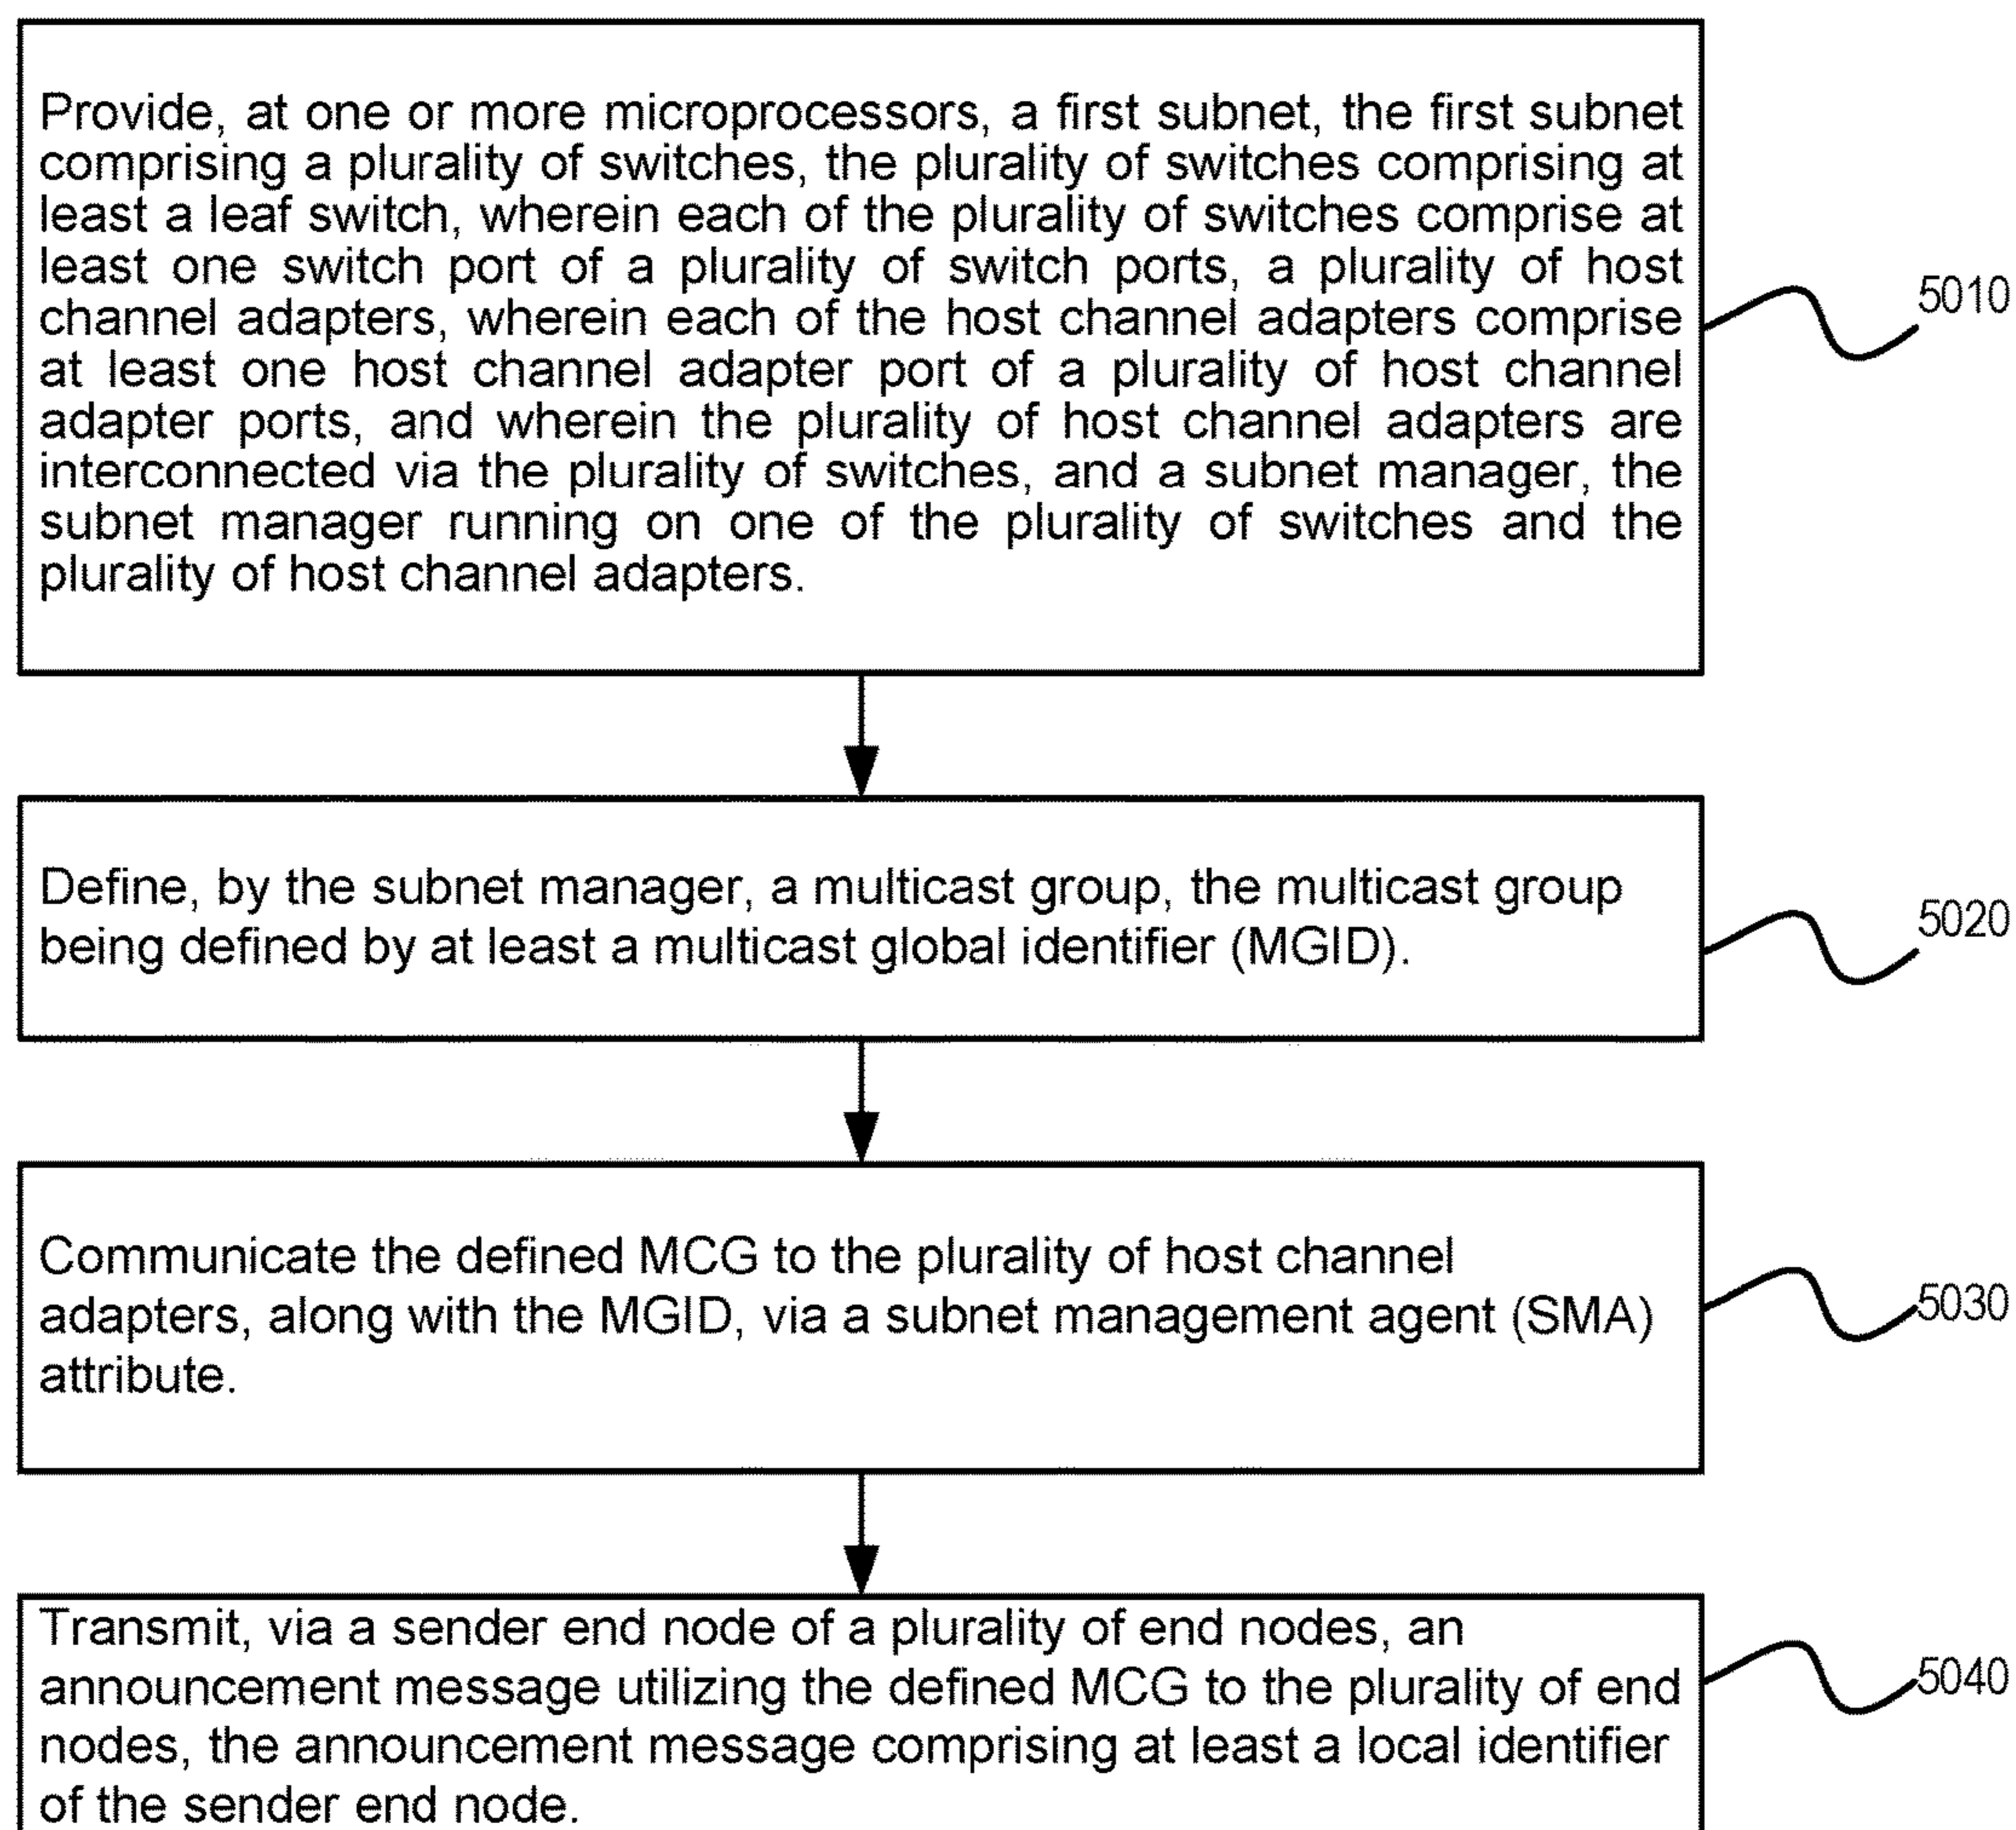 Provide, at one or more microprocessors, a first subnet, the first subnet
comprising a plurality of switches, the plurality of switches comprising at
least a leaf switch, wherein each of the plurality of switches comprise at
least one switch port of a plurality of switch ports, a plurality of host
channel adapters, wherein each of the host channel adapters comprise
at least one host channel adapter port of a plurality of host channel
adapter ports, and wherein the plurality of host channel adapters are
interconnected via the plurality of switches, and a subnet manager, the
subnet manager running on one of the plurality of switches and the
plurality of host channel adapters.
5010
Define, by the subnet manager, a multicast group, the multicast group
being defined by at least a multicast global identifier (MGID).
5020
Communicate the defined MCG to the plurality of host channel
adapters, along with the MGID, via a subnet management agent (SMA)
attribute.
5030
Transmit, via a sender end node of a plurality of end nodes, an
announcement message utilizing the defined MCG to the plurality of end
nodes, the announcement message comprising at least a local identifier
of the sender end node.
5040